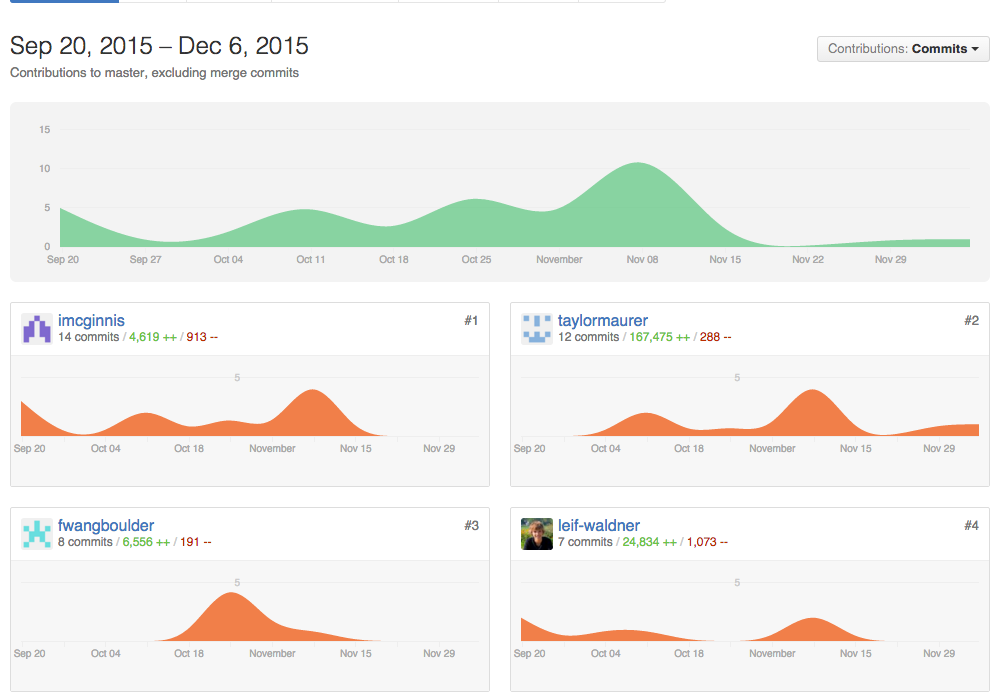 Sep 20, 2015 – Dec 6, 2015
Contributions: Commits
Contributions to master, excluding merge commits
15
10
5
0
Sep 20 Sep 27 Oct 04 Oct 11 Oct 18 Oct 25 November Nov 08 Nov 15 Nov 22 Nov 29
imcginnis #1
14 commits / 4,619 ++ / 913 --
5
Sep 20 Oct 04 Oct 18 November Nov 15 Nov 29
taylormaurer #2
12 commits / 167,475 ++ / 288 --
5
Sep 20 Oct 04 Oct 18 November Nov 15 Nov 29
fwangboulder #3
8 commits / 6,556 ++ / 191 --
5
Sep 20 Oct 04 Oct 18 November Nov 15 Nov 29
leif-waldner #4
7 commits / 24,834 ++ / 1,073 --
5
Sep 20 Oct 04 Oct 18 November Nov 15 Nov 29